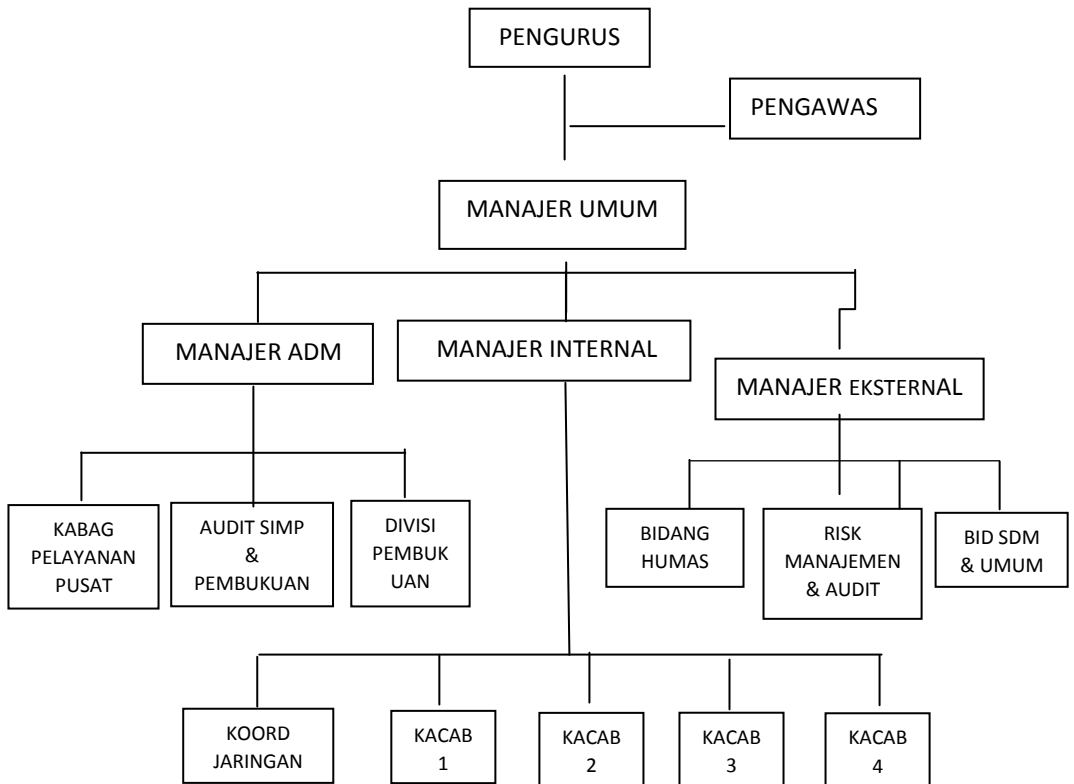 PENGURUS
PENGAWAS
MANAJER UMUM
MANAJER ADM
MANAJER INTERNAL
MANAJER EKSTERNAL
KABAG
PELAYANAN
PUSAT
AUDIT SIMP
&
PEMBUKUAN
DIVISI
PEMBUK
UAN
BIDANG
HUMAS
RISK
MANAJEMEN
& AUDIT
BID SDM
& UMUM
KOORD
JARINGAN
KACAB
1
KACAB
2
KACAB
3
KACAB
4